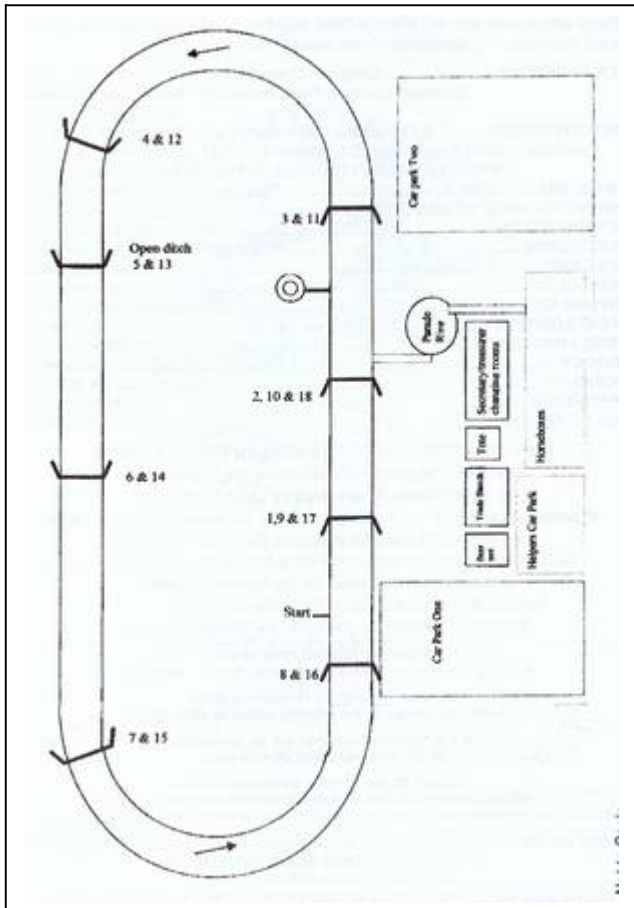 4 & 12
Open ditch
5 & 13
3 & 11
2, 10 & 18
6 & 14
1,9 & 17
Start
8 & 16
7 & 15
Car park Two
Parade
Secretary/treasurer
changing rooms
Horseboxes
Trade Stands
Helpers Car Park
Beer
Car Park One